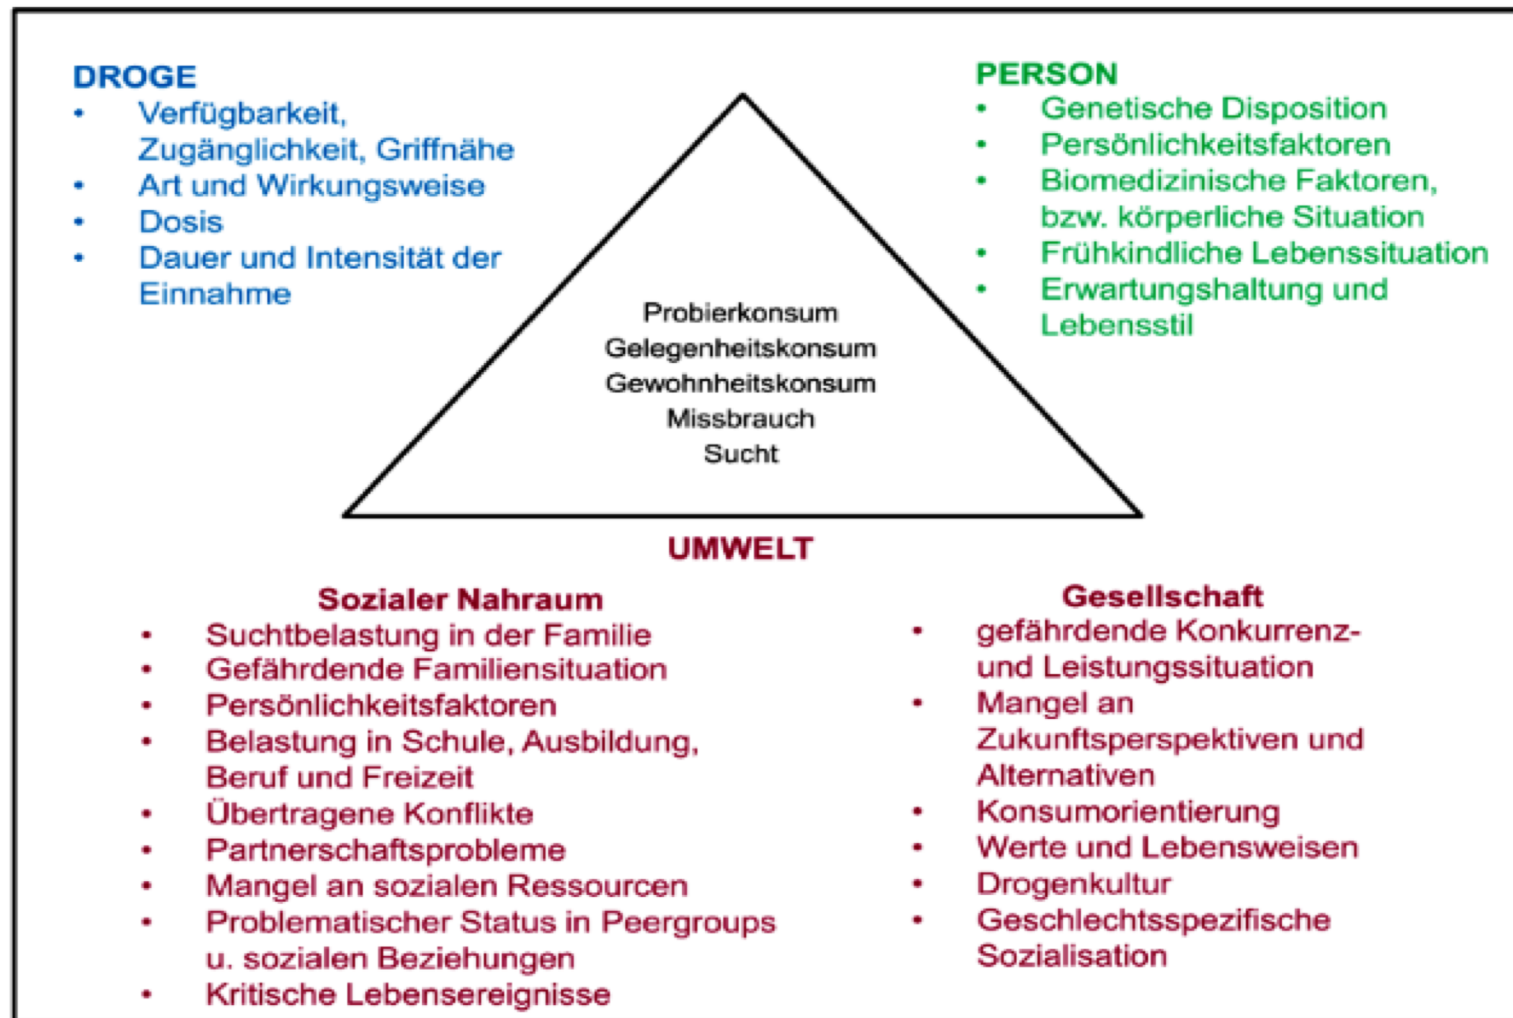 DROGE
• Verfügbarkeit,
Zugänglichkeit, Griffnähe
• Art und Wirkungsweise
• Dosis
• Dauer und Intensität der
Einnahme
PERSON
• Genetische Disposition
• Persönlichkeitsfaktoren
• Biomedizinische Faktoren,
bzw. körperliche Situation
• Frühkindliche Lebenssituation
• Erwartungshaltung und
Lebensstil
Probierkonsum
Gelegenheitskonsum
Gewohnheitskonsum
Missbrauch
Sucht
UMWELT
Sozialer Nahraum
• Suchtbelastung in der Familie
• Gefährdende Familiensituation
• Persönlichkeitsfaktoren
• Belastung in Schule, Ausbildung,
Beruf und Freizeit
• Übertragene Konflikte
• Partnerschaftsprobleme
• Mangel an sozialen Ressourcen
• Problematischer Status in Peergroups
u. sozialen Beziehungen
• Kritische Lebensereignisse
Gesellschaft
• gefährdende Konkurrenz-
und Leistungssituation
• Mangel an
Zukunftsperspektiven und
Alternativen
• Konsumorientierung
• Werte und Lebensweisen
• Drogenkultur
• Geschlechtsspezifische
Sozialisation